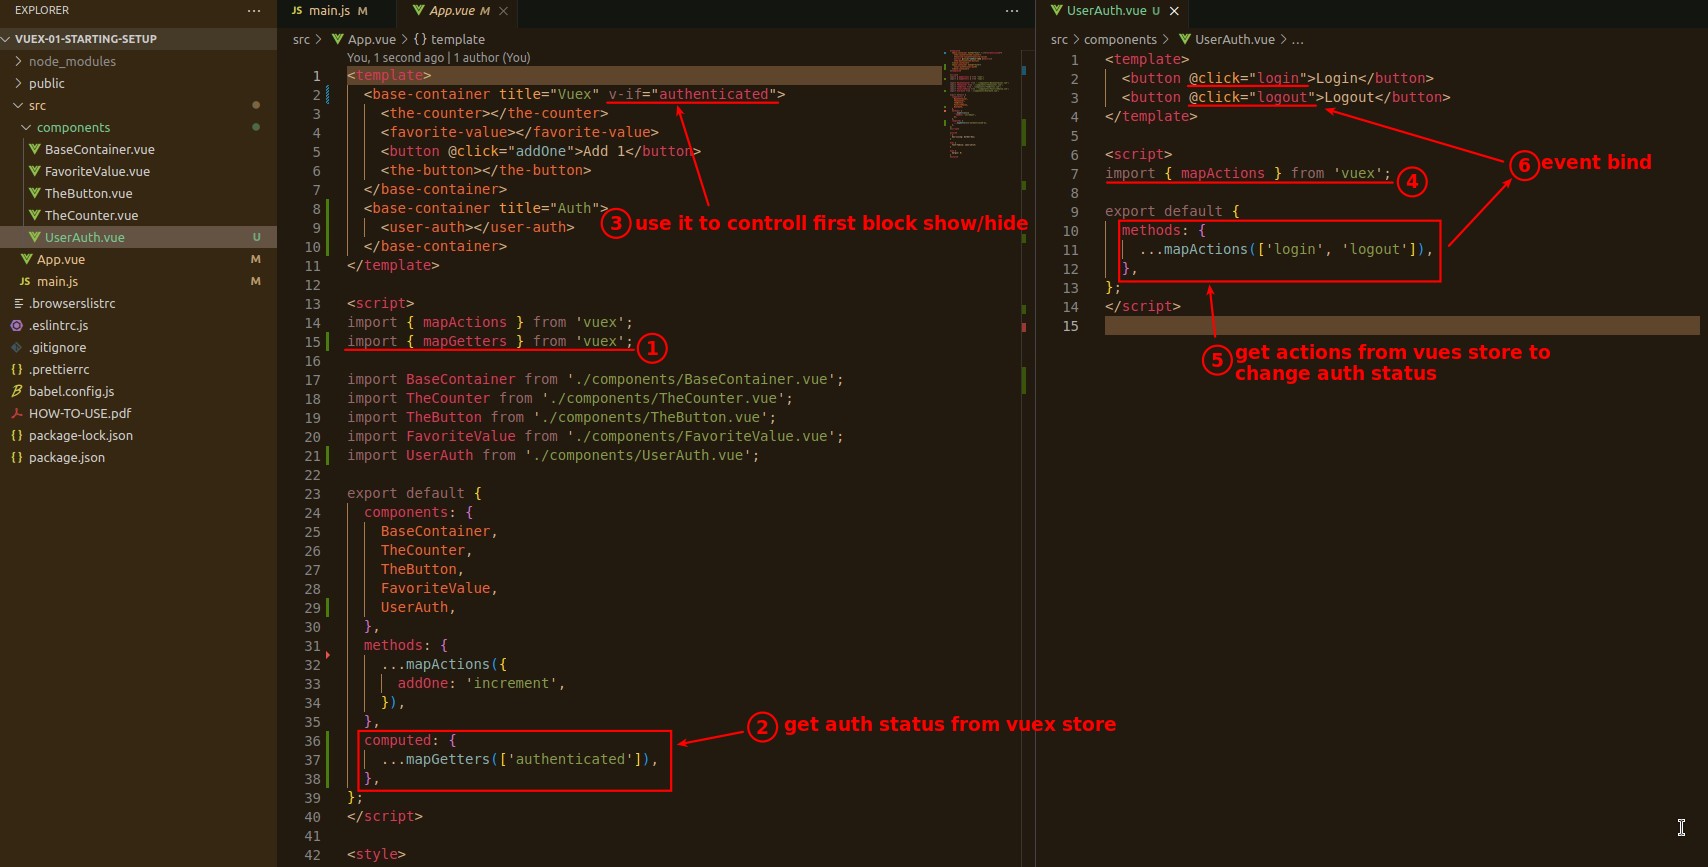 EXPLORER
···
VUEX-01-STARTING-SETUP
node_modules
public
src
components
BaseContainer.vue
FavoriteValue.vue
TheButton.vue
TheCounter.vue
UserAuth.vue U
App.vue M
main.js M
.browserslistrc
.eslintrc.js
.gitignore
.prettierrc
babel.config.js
HOW-TO-USE.pdf
package-lock.json
package.json
JS main.js M
App.vue M
···
src > App.vue > {} template
You, 1 second ago | 1 author (You)
1 <template>
2 <base-container title="Vuex" v-if="authenticated">
3 <the-counter></the-counter>
4 <favorite-value></favorite-value>
5 <button @click="addOne">Add 1</button>
6 <the-button></the-button>
7 </base-container>
8 <base-container title="Auth">
9 <user-auth></user-auth>
10 </base-container>
11 </template>
12
13 <script>
14 import { mapActions } from 'vuex';
15 import { mapGetters } from 'vuex';
16
17 import BaseContainer from './components/BaseContainer.vue';
18 import TheCounter from './components/TheCounter.vue';
19 import TheButton from './components/TheButton.vue';
20 import FavoriteValue from './components/FavoriteValue.vue';
21 import UserAuth from './components/UserAuth.vue';
22
23 export default {
24 components: {
25 BaseContainer,
26 TheCounter,
27 TheButton,
28 FavoriteValue,
29 UserAuth,
30 },
31 methods: {
32 ...mapActions({
33 addOne: 'increment',
34 }),
35 },
36 computed: {
37 ...mapGetters(['authenticated']),
38 },
39 };
40 </script>
41
42 <style>
① 
② get auth status from vuex store
③ use it to controll first block show/hide
UserAuth.vue U
src > components > UserAuth.vue > ...
1 <template>
2 <button @click="login">Login</button>
3 <button @click="logout">Logout</button>
4 </template>
5
6 <script>
7 import { mapActions } from 'vuex';
8
9 export default {
10 methods: {
11 ...mapActions(['login', 'logout']),
12 },
13 };
14 </script>
15
④
⑤ get actions from vues store to
change auth status
⑥ event bind